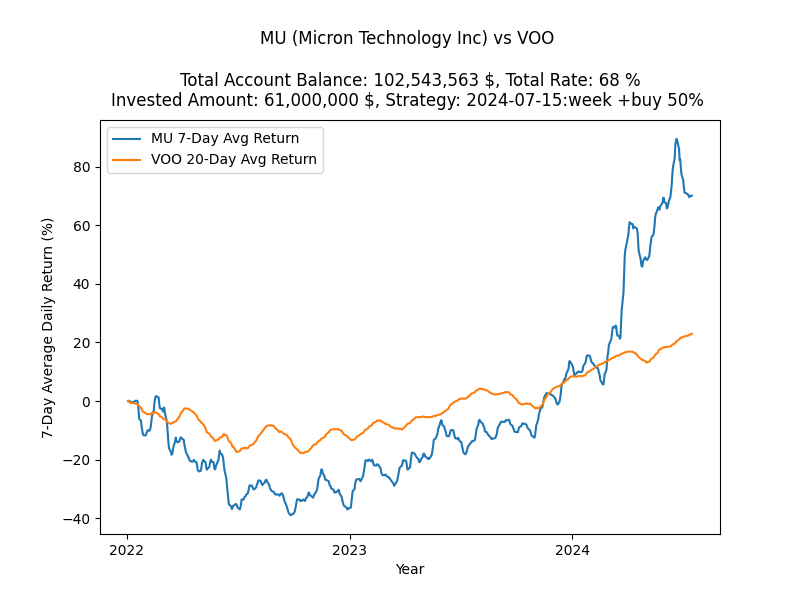 MU (Micron Technology Inc) vs VOO
Total Account Balance: 102,543,563 $, Total Rate: 68 %
Invested Amount: 61,000,000 $, Strategy: 2024-07-15:week +buy 50%
MU 7-Day Avg Return
VOO 20-Day Avg Return
7-Day Average Daily Return (%)
80
60
40
20
0
−20
−40
2022
2023
2024
Year